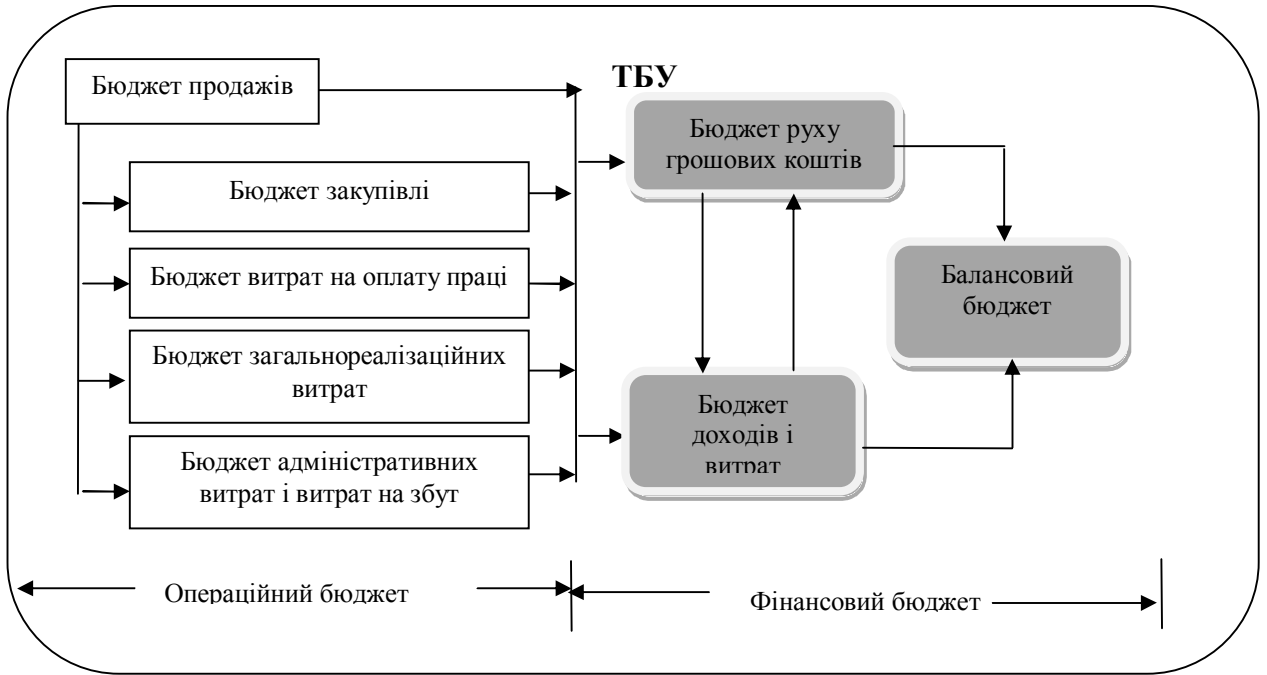 Бюджет продажів
ТБУ
Бюджет руху
грошових коштів
Бюджет закупівлі
Бюджет витрат на оплату праці
Балансовий
бюджет
Бюджет загальнореалізаційних
витрат
Бюджет
доходів і
витрат
Бюджет адміністративних
витрат і витрат на збут
Операційний бюджет
Фінансовий бюджет